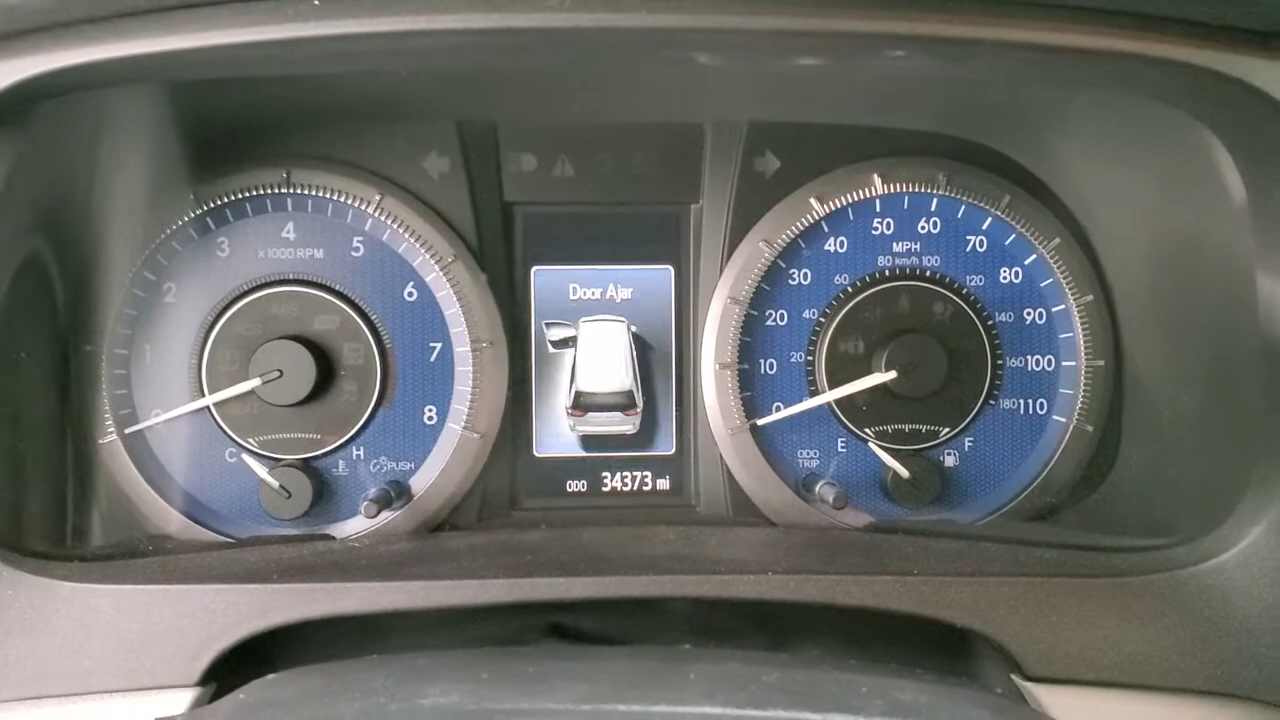 0 1 2 3 4 5 6 7 8
x1000 RPM
C H
PUSH
Door Ajar
ODO 34373 mi
0 10 20 30 40 50 60 70 80 90 100 110
MPH
80 km/h 100
20 40 60 120 140 160 180
ODO
TRIP
E F